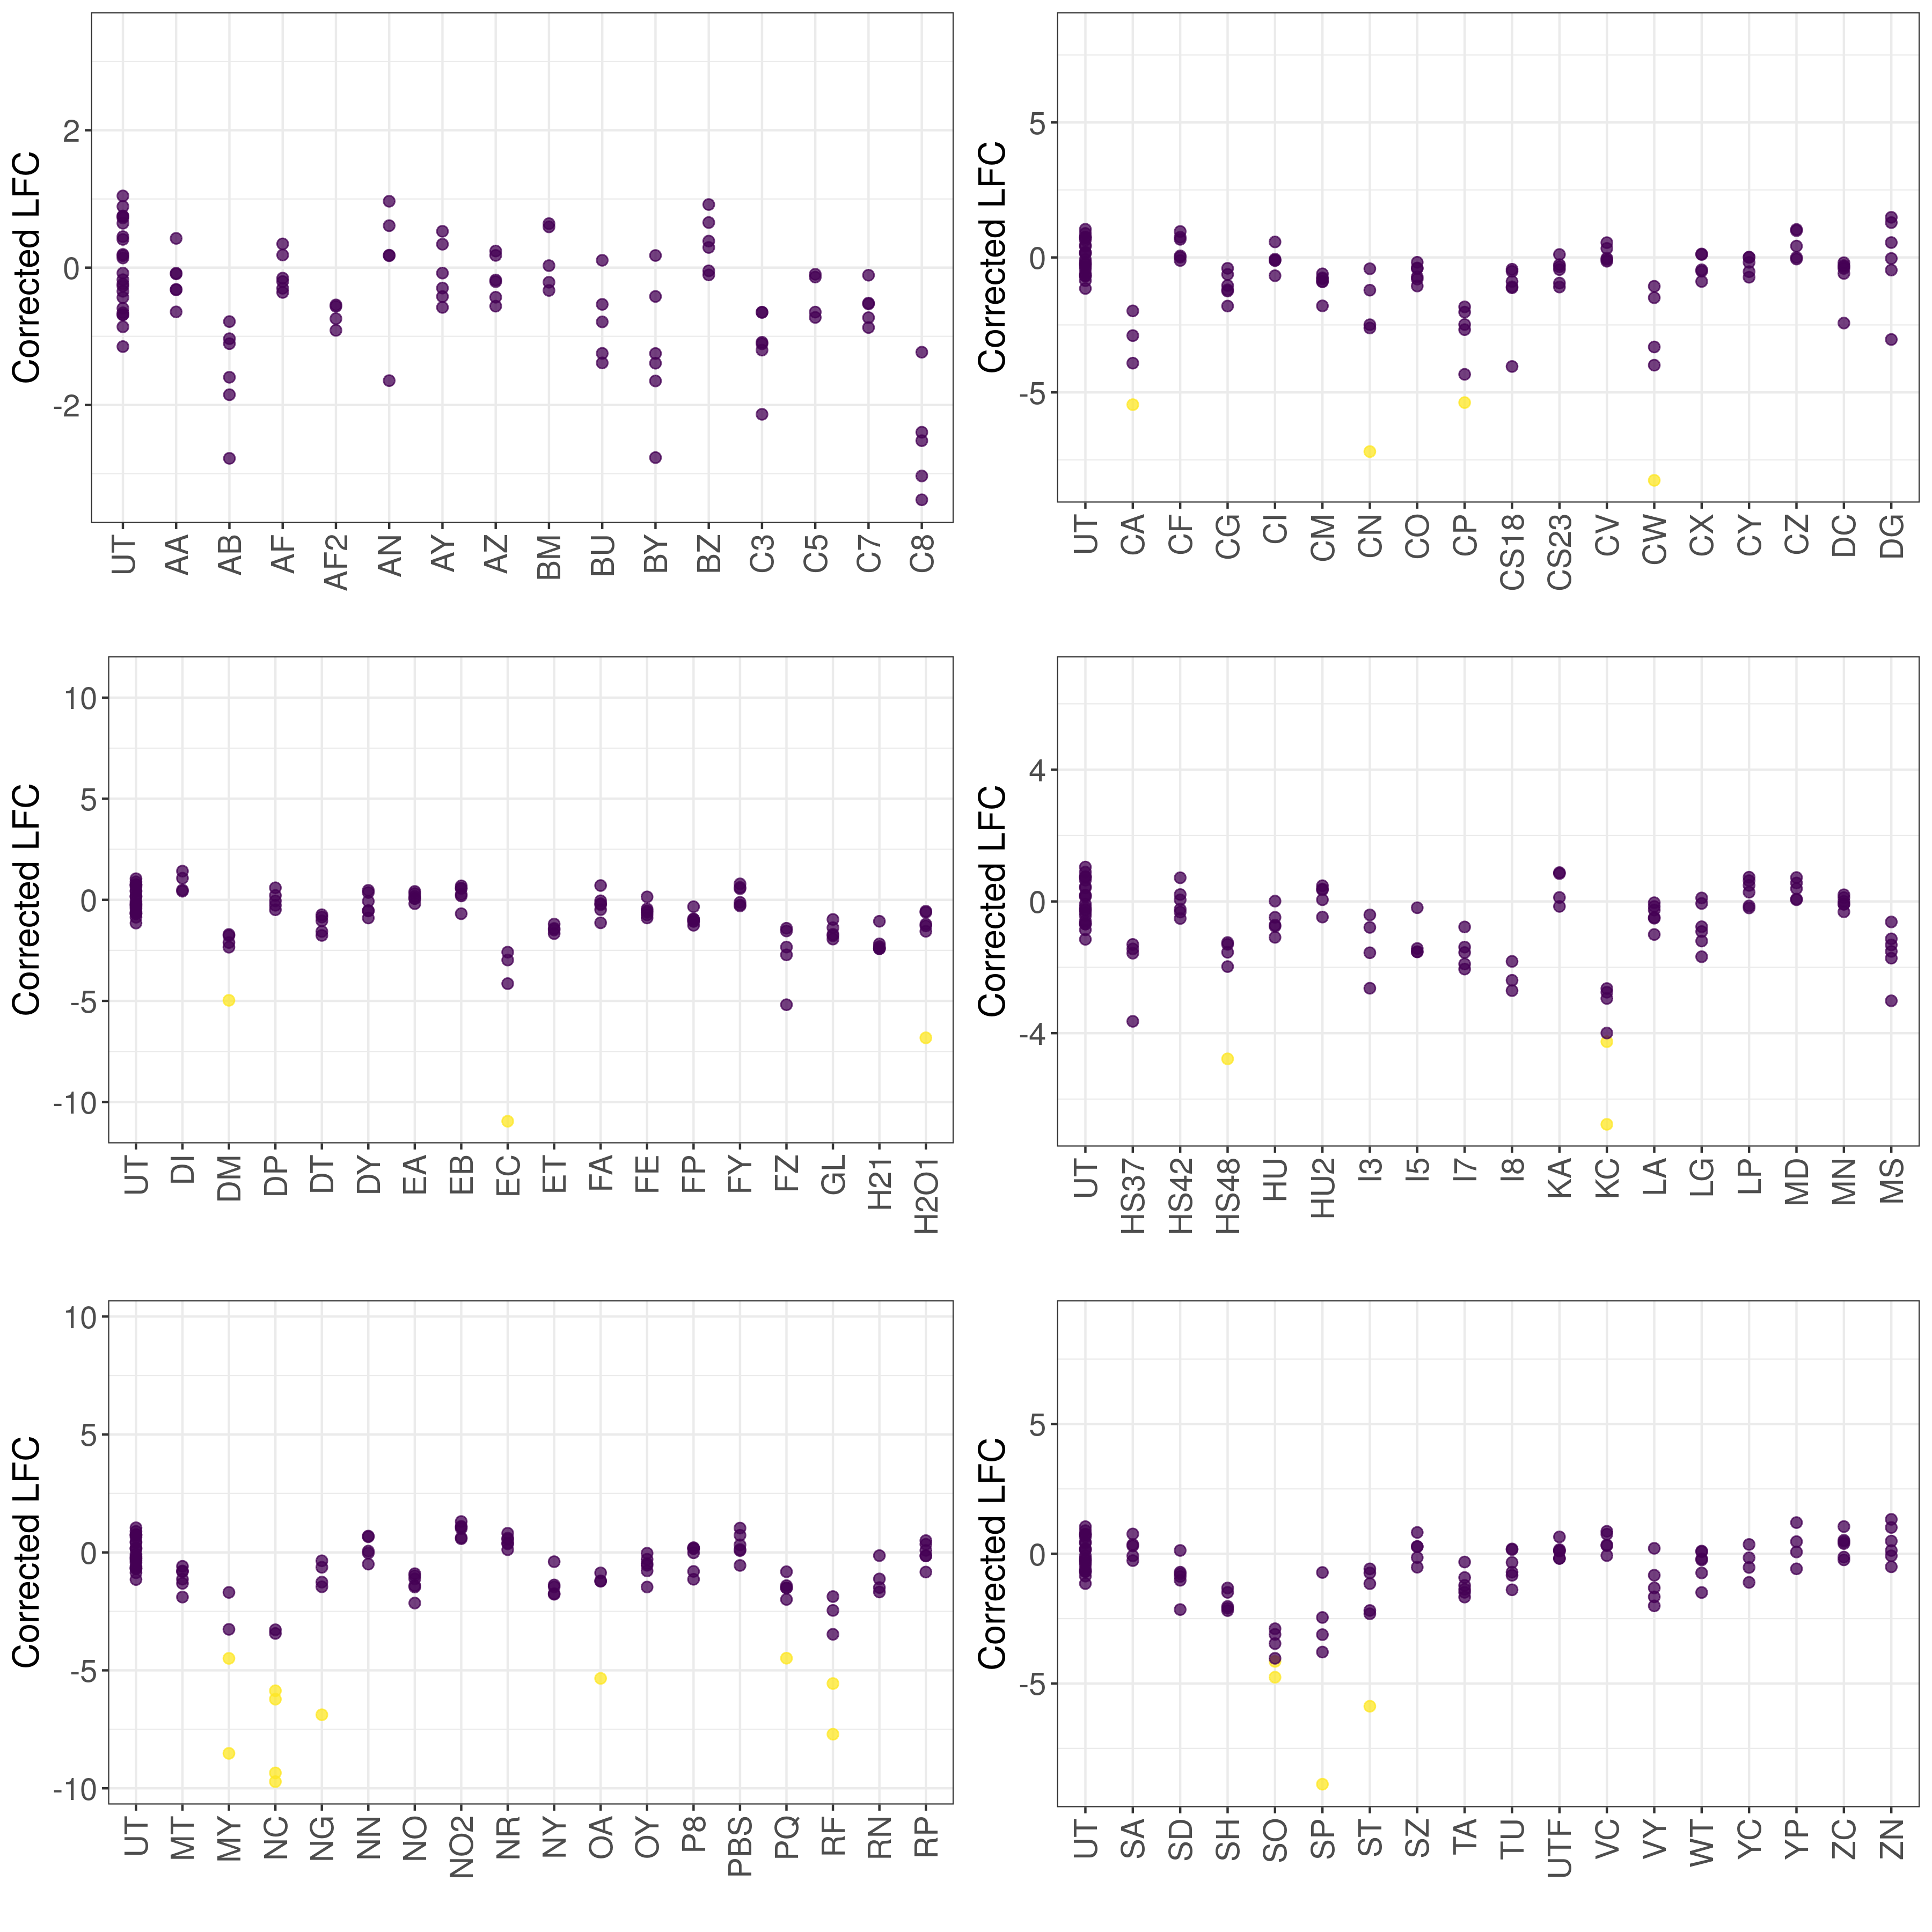 Corrected LFC
2
0
-2
UT AA AB AF AF2 AN AY AZ BM BU BY BZ C3 C5 C7 C8
Corrected LFC
5
0
-5
UT CA CF CG CI CM CN CO CP CS18 CS23 CV CW CX CY CZ DC DG
Corrected LFC
10
5
0
-5
-10
UT DI DM DP DT DY EA EB EC ET FA FE FP FY FZ GL H21 H2O1
Corrected LFC
4
0
-4
UT HS37 HS42 HS48 HU HU2 I3 I5 I7 I8 KA KC LA LG LP MD MN MS
Corrected LFC
10
5
0
-5
-10
UT MT MY NC NG NN NO NO2 NR NY OA OY P8 PBS PQ RF RN RP
Corrected LFC
5
0
-5
UT SA SD SH SO SP ST SZ TA TU UTF VC VY WT YC YP ZC ZN